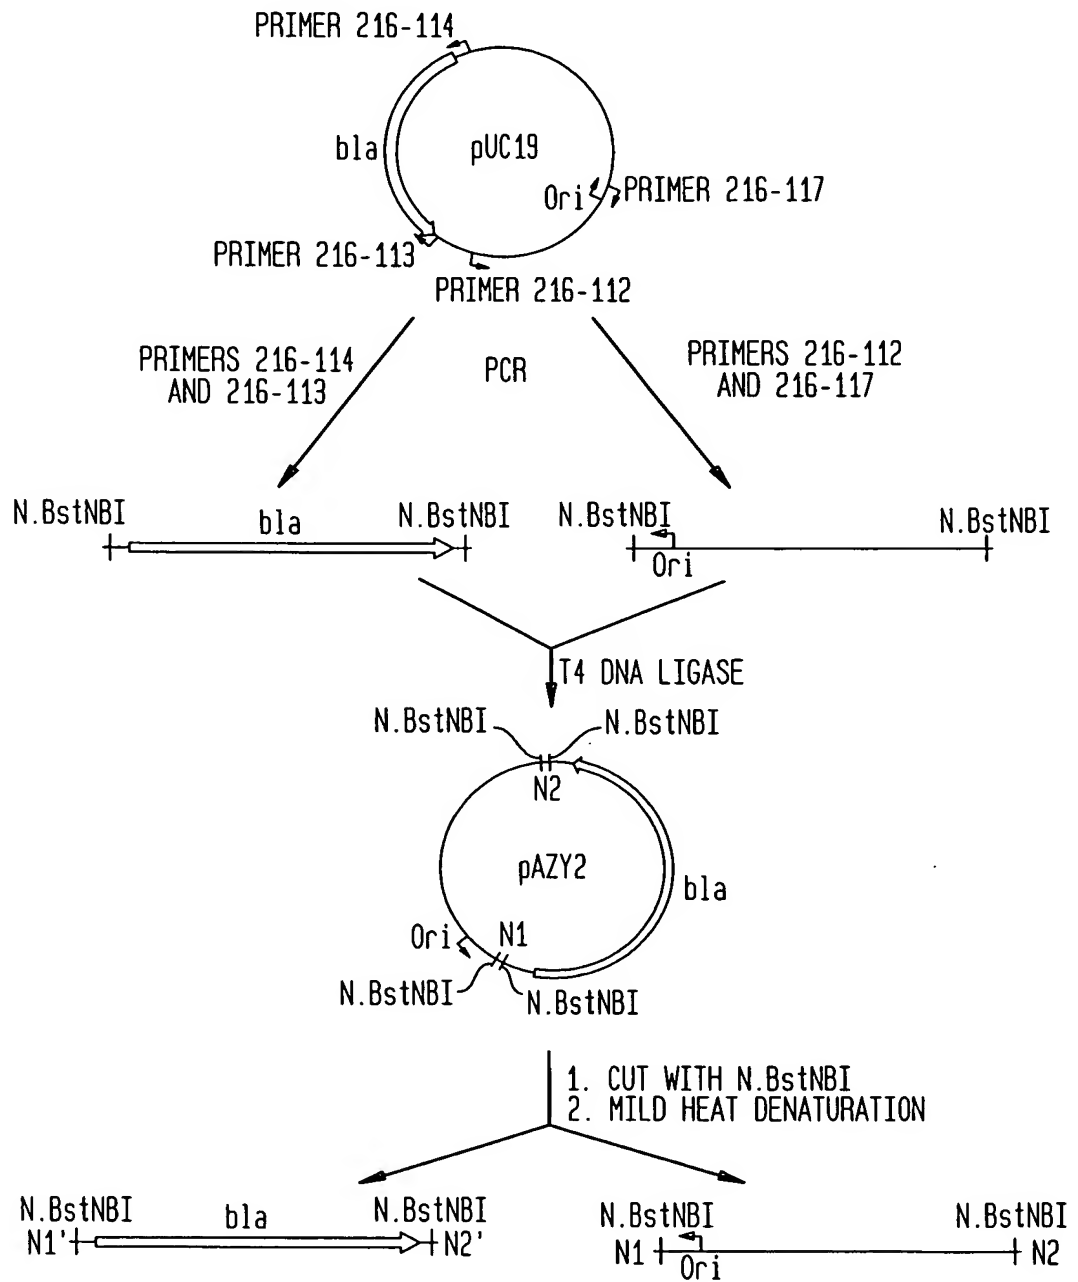 PRIMER 216-114
bla
pUC19
Ori
PRIMER 216-117
PRIMER 216-113
PRIMER 216-112
PRIMERS 216-114
AND 216-113
PCR
PRIMERS 216-112
AND 216-117
N.BstNBI
bla
N.BstNBI
N.BstNBI
Ori
N.BstNBI
T4 DNA LIGASE
N.BstNBI
N.BstNBI
N2
pAZY2
bla
Ori
N1
N.BstNBI
N.BstNBI
1. CUT WITH N.BstNBI
2. MILD HEAT DENATURATION
N.BstNBI
bla
N.BstNBI
N1'
N2'
N.BstNBI
N.BstNBI
N1
Ori
N2